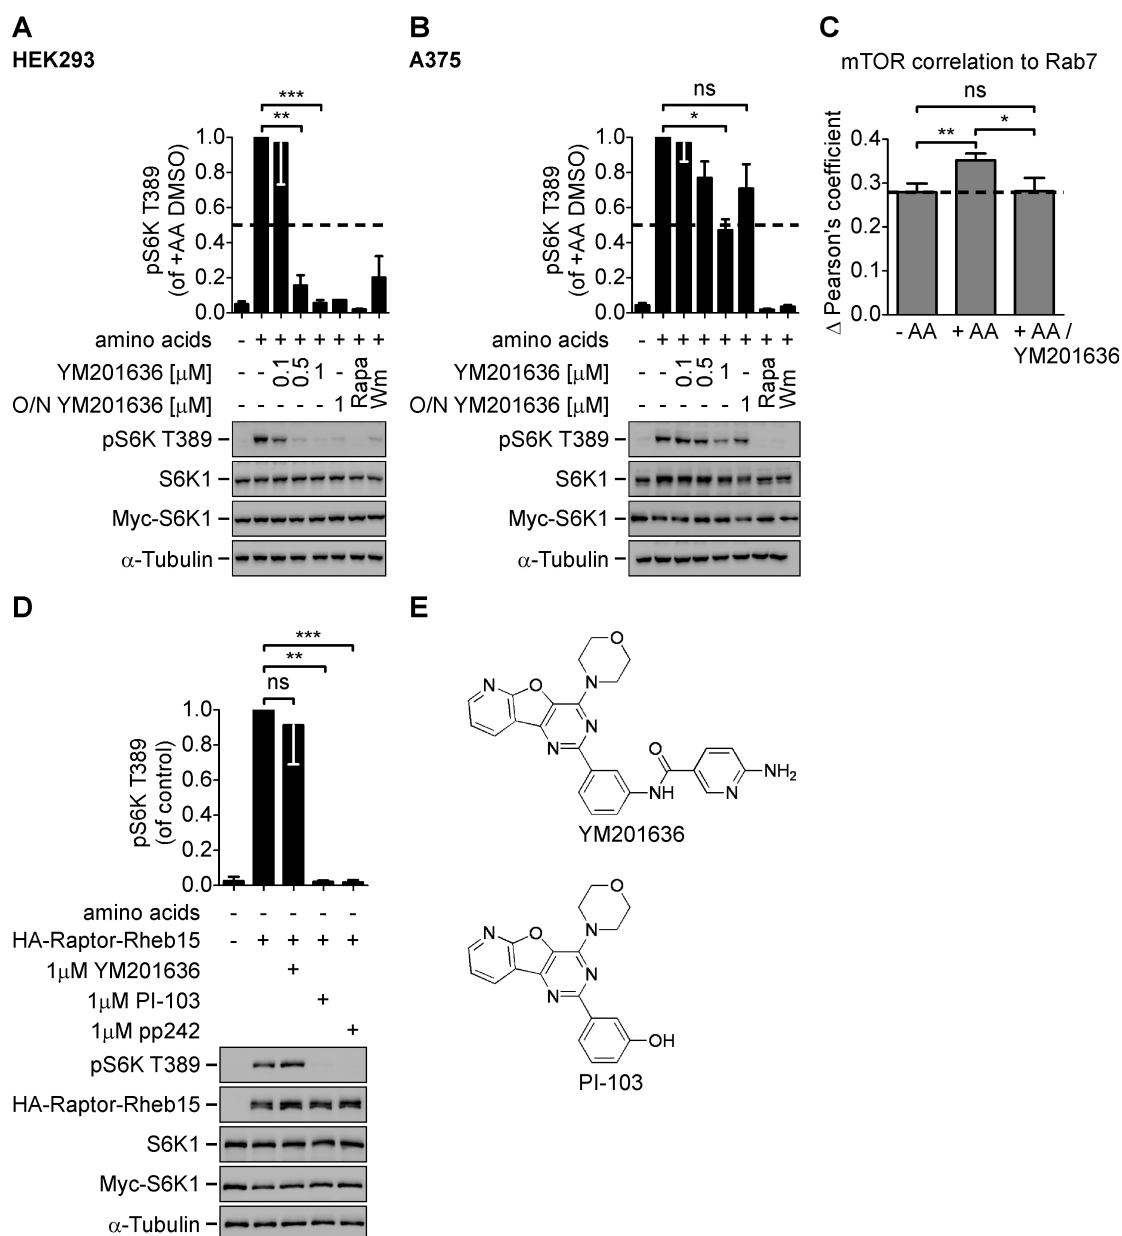 A
HEK293
***
**
pS6K T389
(of +AA DMSO)
1.0
0.8
0.6
0.4
0.2
0.0
amino acids - + + + + + + +
YM201636 [μM] - - 0.1 0.5 1 - Rapa Wm
O/N YM201636 [μM] - - - - - 1
pS6K T389
S6K1
Myc-S6K1
α-Tubulin
B
A375
ns
*
pS6K T389
(of +AA DMSO)
1.0
0.8
0.6
0.4
0.2
0.0
amino acids - + + + + + + +
YM201636 [μM] - - 0.1 0.5 1 - Rapa Wm
O/N YM201636 [μM] - - - - - 1
pS6K T389
S6K1
Myc-S6K1
α-Tubulin
C
mTOR correlation to Rab7
ns
** *
Δ Pearson's coefficient
0.4
0.3
0.2
0.1
0.0
- AA + AA + AA /
YM201636
D
***
**
ns
pS6K T389
(of control)
1.0
0.8
0.6
0.4
0.2
0.0
amino acids - - - - -
HA-Raptor-Rheb15 - + + + +
1μM YM201636 +
1μM PI-103 +
1μM pp242 +
pS6K T389
HA-Raptor-Rheb15
S6K1
Myc-S6K1
α-Tubulin
E
O
N
N O
N
N
O
NH
N
NH2
YM201636
O
N
N O
N
N
OH
PI-103